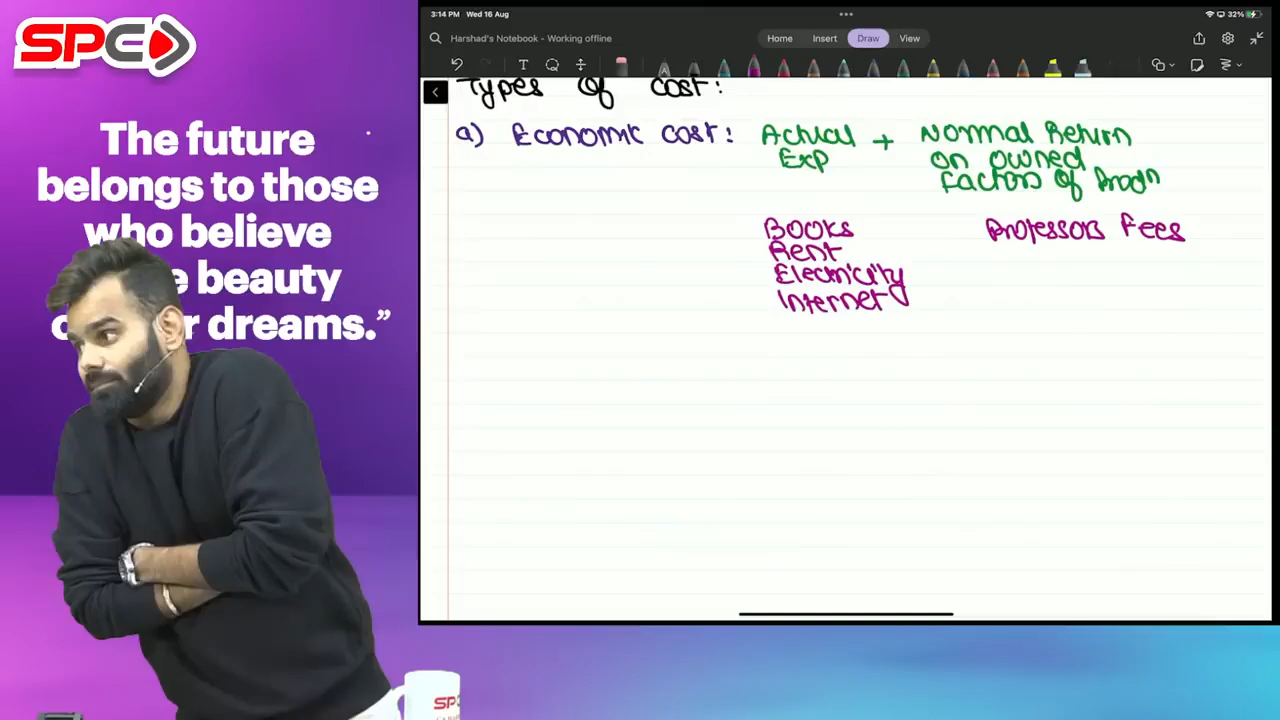 SPC
The future
belongs to those
who believe
e beauty
o r dreams.”
3:14 PM Wed 16 Aug
32%
Harshad's Notebook - Working offline
Home Insert Draw View
Types of cost:
a) Economic cost: Actual + Normal Return
Exp on owned
factors of Prodn
Books Professors Fees
Rent
Electricity
Internet
SPC